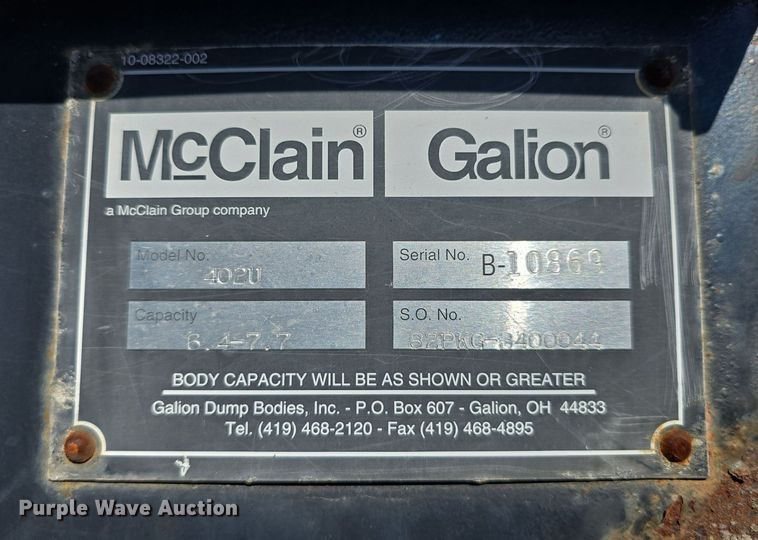 10-08322-002
McClain® Galion®
a McClain Group company
Model No. 402U
Serial No. B-10869
Capacity 6.4-7.7
S.O. No.
BODY CAPACITY WILL BE AS SHOWN OR GREATER
Galion Dump Bodies, Inc. - P.O. Box 607 - Galion, OH 44833
Tel. (419) 468-2120 - Fax (419) 468-4895
Purple Wave Auction